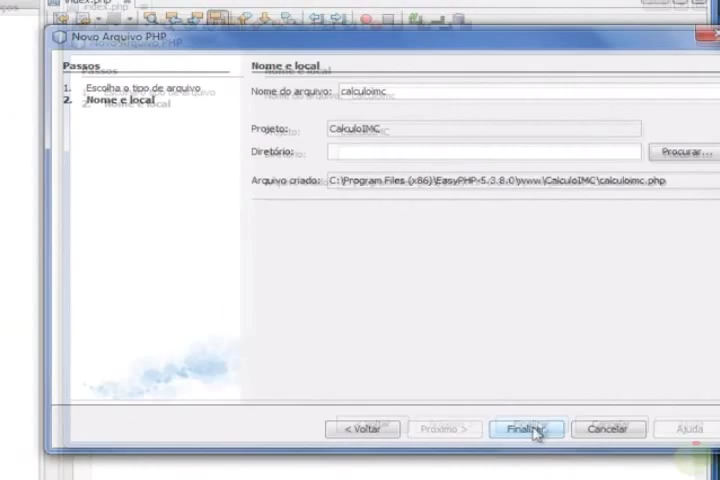 index.php
Novo Arquivo PHP
Passos
1. Escolha o tipo de arquivo
2. Nome e local
Nome e local
Nome do arquivo: calculoimc
Projeto: CalculoIMC
Diretório:
Procurar...
Arquivo criado: C:\Program Files (x86)\EasyPHP-5.3.8.0\www\CalculoIMC\calculoimc.php
< Voltar
Próximo >
Finalizar
Cancelar
Ajuda